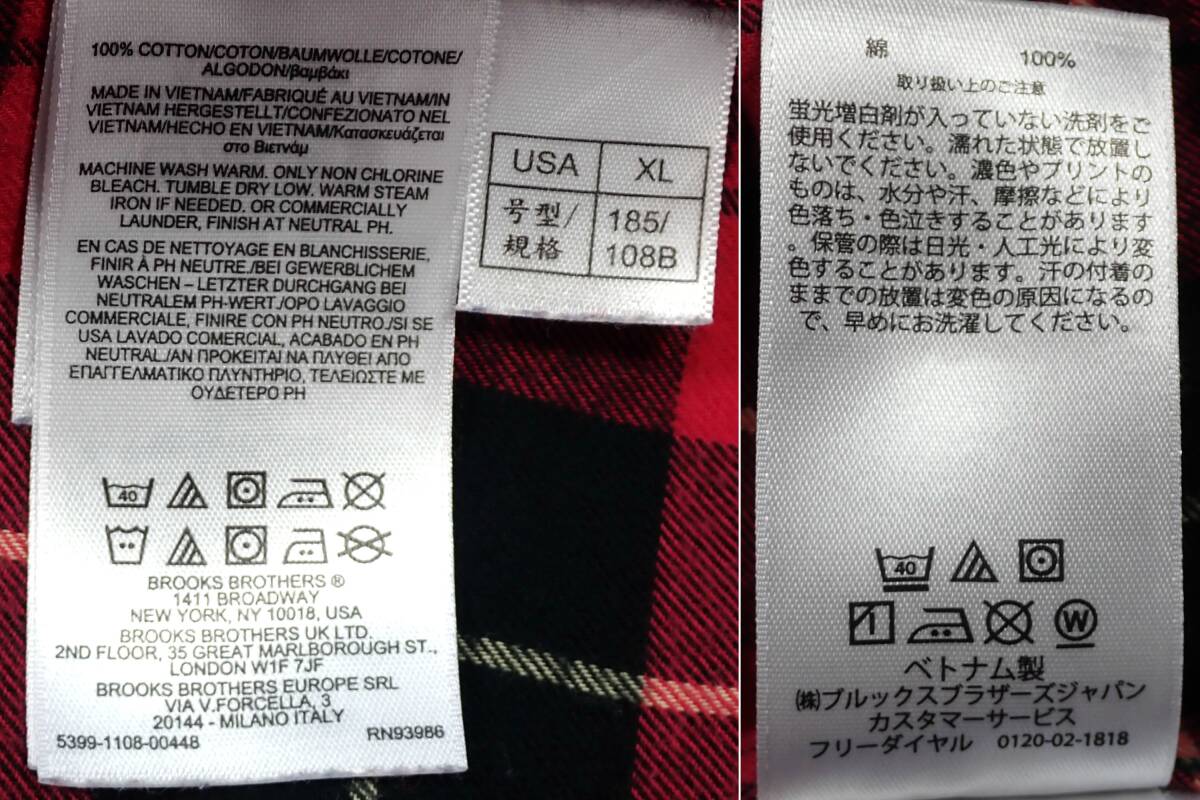 100% COTTON/COTON/BAUMWOLLE/COTONE/
ALGODON/βαμβάκι
MADE IN VIETNAM/FABRIQUÉ AU VIETNAM/IN
VIETNAM HERGESTELLT/CONFEZIONATO NEL
VIETNAM/HECHO EN VIETNAM/Κατασκευάζεται
στο Βιετνάμ
MACHINE WASH WARM. ONLY NON CHLORINE
BLEACH. TUMBLE DRY LOW. WARM STEAM
IRON IF NEEDED. OR COMMERCIALLY
LAUNDER, FINISH AT NEUTRAL PH.
EN CAS DE NETTOYAGE EN BLANCHISSERIE,
FINIR À PH NEUTRE./BEI GEWERBLICHEM
WASCHEN – LETZTER DURCHGANG BEI
NEUTRALEM PH-WERT./OPO LAVAGGIO
COMMERCIALE, FINIRE CON PH NEUTRO./SI SE
USA LAVADO COMERCIAL, ACABADO EN PH
NEUTRAL./ΑΝ ΠΡΟΚΕΙΤΑΙ ΝΑ ΠΛΥΘΕΙ ΑΠΟ
ΕΠΑΓΓΕΛΜΑΤΙΚΟ ΠΛΥΝΤΗΡΙΟ, ΤΕΛΕΙΩΣΤΕ ΜΕ
ΟΥΔΕΤΕΡΟ PH
40
BROOKS BROTHERS ®
1411 BROADWAY
NEW YORK, NY 10018, USA
BROOKS BROTHERS UK LTD.
2ND FLOOR, 35 GREAT MARLBOROUGH ST.,
LONDON W1F 7JF
BROOKS BROTHERS EUROPE SRL
VIA V.FORCELLA, 3
20144 - MILANO ITALY
5399-1108-00448 RN93986
USA XL
号型/ 185/
規格 108B
綿 100%
取り扱い上のご注意
蛍光増白剤が入っていない洗剤をご
使用ください。濡れた状態で放置し
ないでください。濃色やプリントの
ものは、水分や汗、摩擦などにより
色落ち・色泣きすることがあります
。保管の際は日光・人工光により変
色することがあります。汗の付着の
ままでの放置は変色の原因になるの
で、早めにお洗濯してください。
40
W
ベトナム製
㈱ブルックスブラザーズジャパン
カスタマーサービス
フリーダイヤル 0120-02-1818